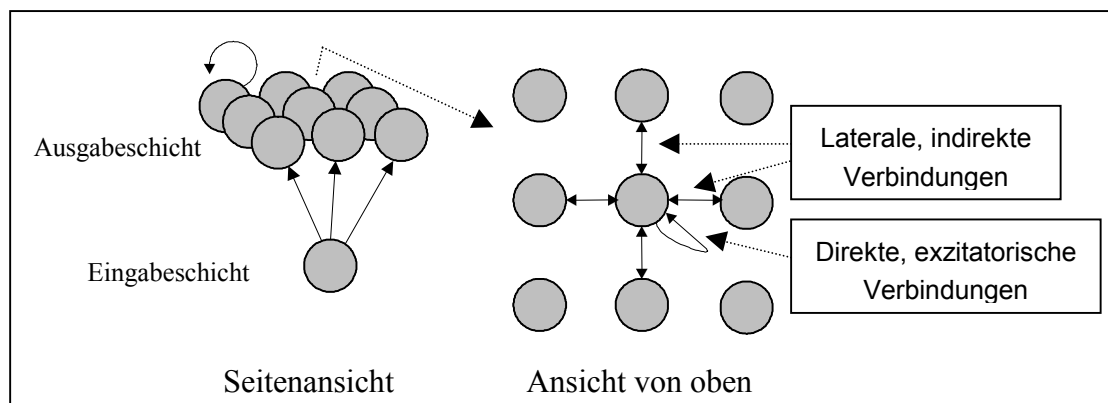 Ausgabeschicht
Eingabeschicht
Seitenansicht
Ansicht von oben
Laterale, indirekte
Verbindungen
Direkte, exzitatorische
Verbindungen